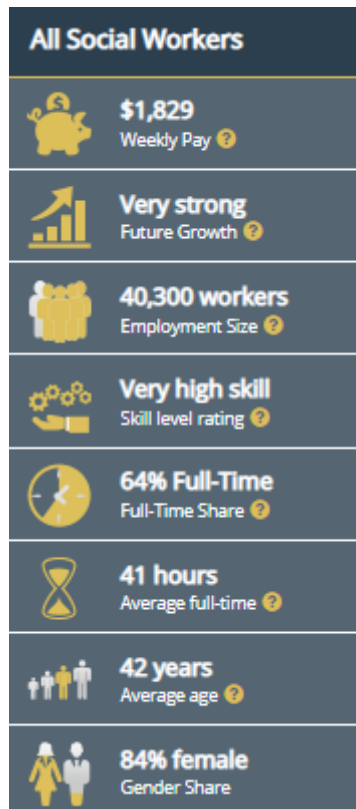 All Social Workers
$1,829
Weekly Pay ?
Very strong
Future Growth ?
40,300 workers
Employment Size ?
Very high skill
Skill level rating ?
64% Full-Time
Full-Time Share ?
41 hours
Average full-time ?
42 years
Average age ?
84% female
Gender Share